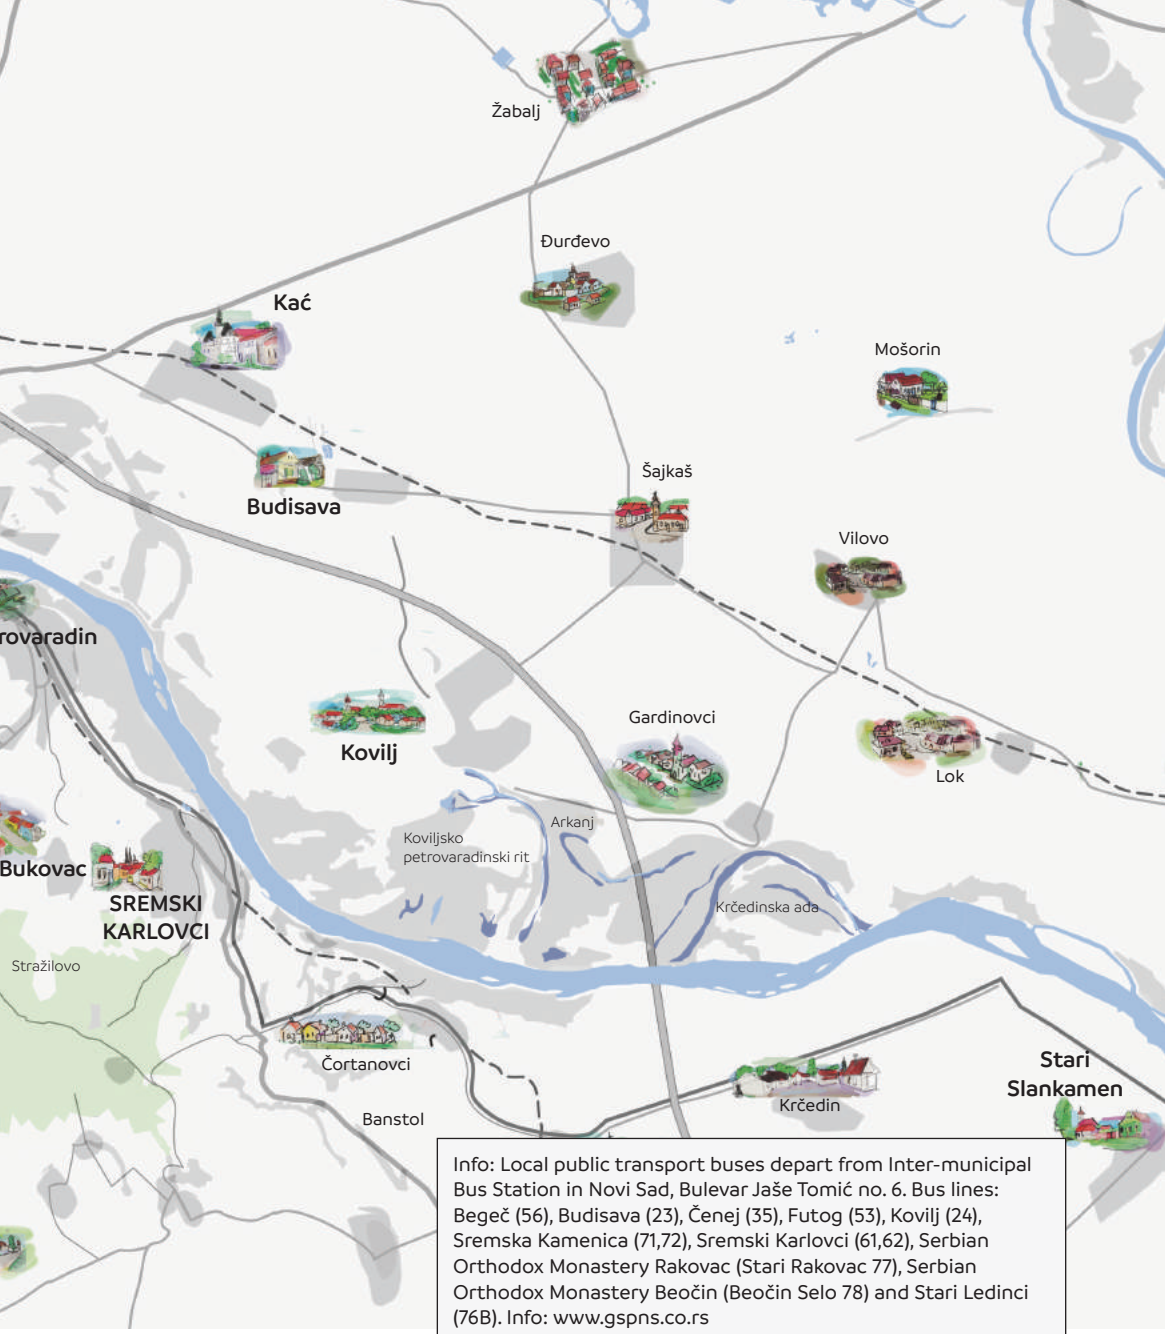 Žabalj
Đurđevo
Kać
Mošorin
Šajkaš
Budisava
Vilovo
rovaradin
Gardinovci
Kovilj
Lok
Arkanj
Koviljsko
petrovaradinski rit
Bukovac
SREMSKI
KARLOVCI
Krčedinska ada
Stražilovo
Čortanovci
Stari
Slankamen
Krčedin
Banstol
Info: Local public transport buses depart from Inter-municipal
Bus Station in Novi Sad, Bulevar Jaše Tomić no. 6. Bus lines:
Begeč (56), Budisava (23), Čenej (35), Futog (53), Kovilj (24),
Sremska Kamenica (71,72), Sremski Karlovci (61,62), Serbian
Orthodox Monastery Rakovac (Stari Rakovac 77), Serbian
Orthodox Monastery Beočin (Beočin Selo 78) and Stari Ledinci
(76B). Info: www.gspns.co.rs